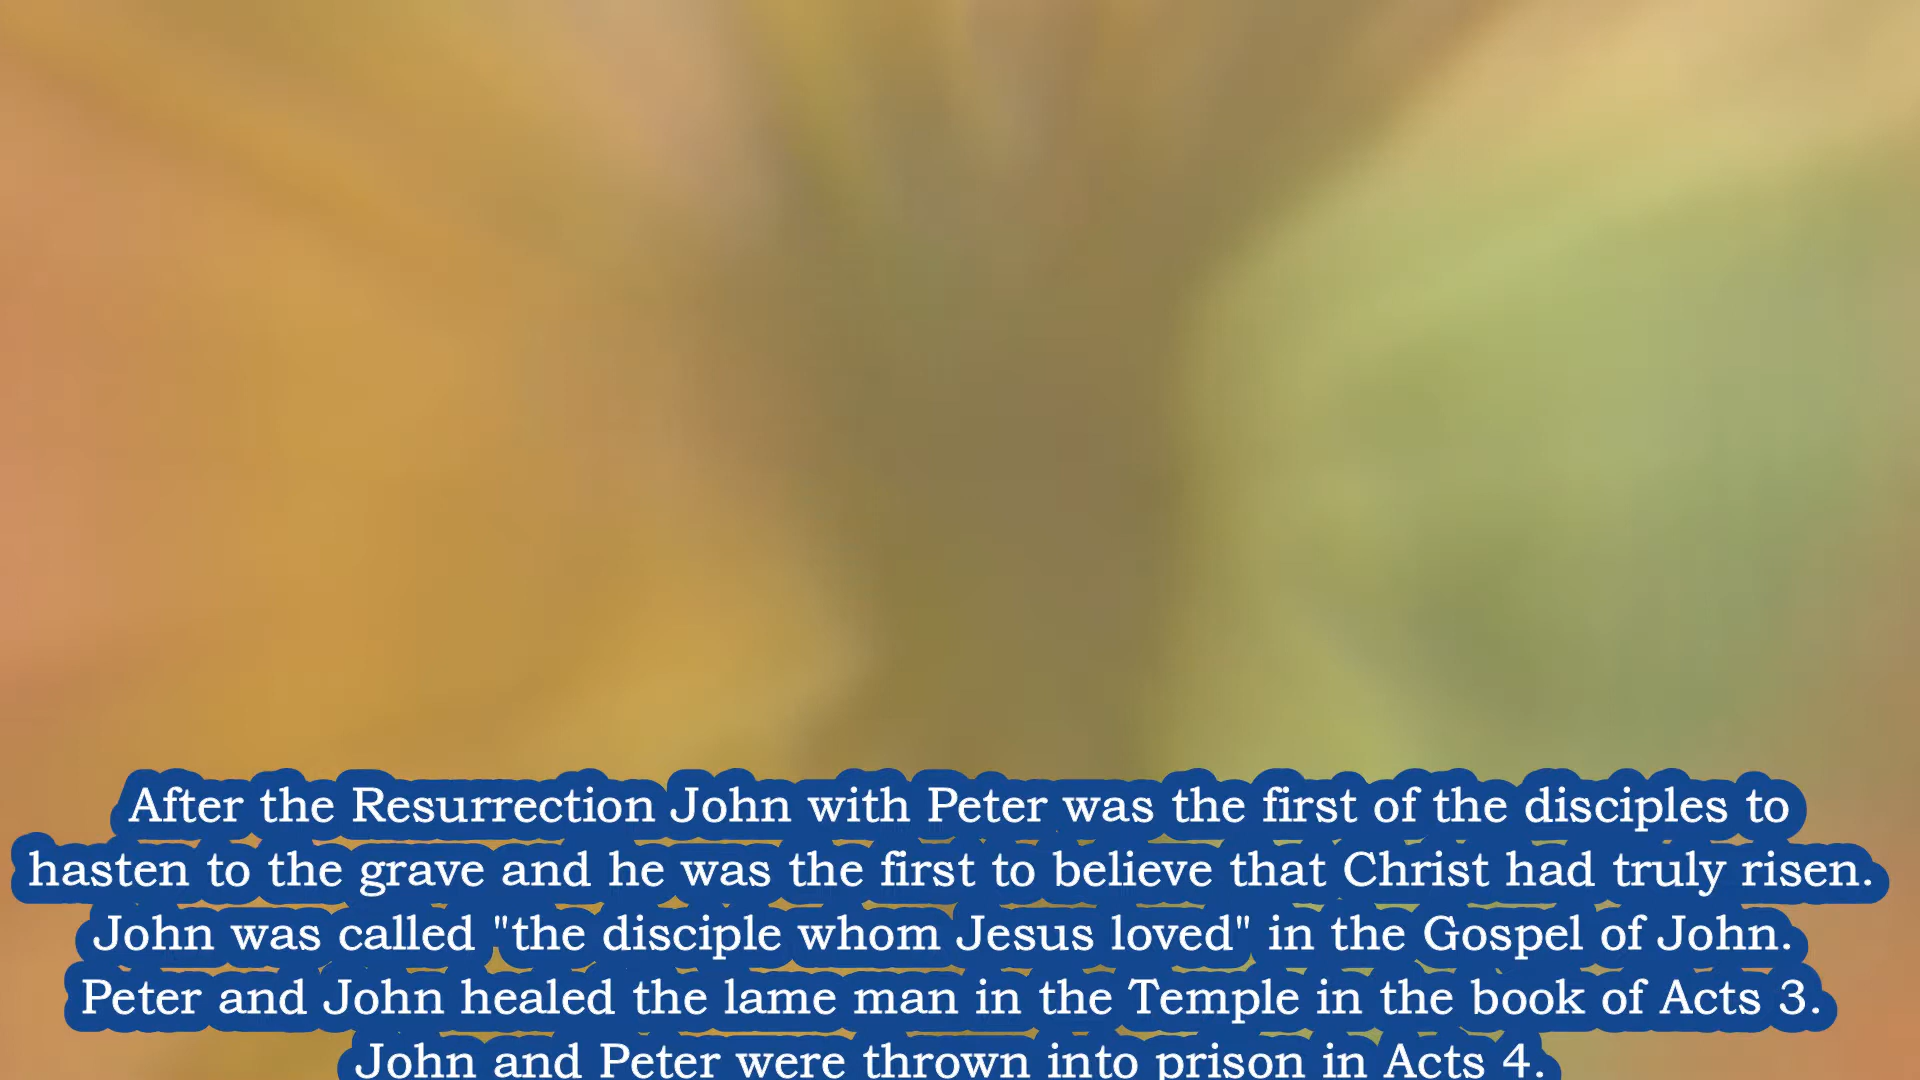 After the Resurrection John with Peter was the first of the disciples to
hasten to the grave and he was the first to believe that Christ had truly risen.
John was called "the disciple whom Jesus loved" in the Gospel of John.
Peter and John healed the lame man in the Temple in the book of Acts 3.
John and Peter were thrown into prison in Acts 4.